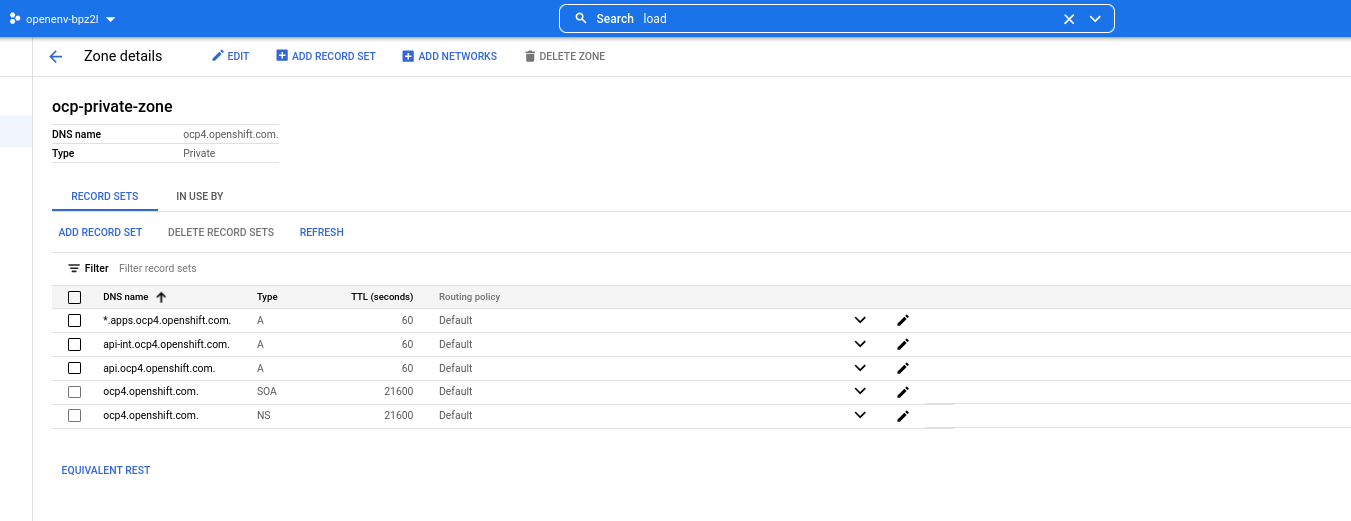 openenv-bpz2l Search load
Zone details EDIT ADD RECORD SET ADD NETWORKS DELETE ZONE
ocp-private-zone
DNS name ocp4.openshift.com.
Type Private
RECORD SETS IN USE BY
ADD RECORD SET DELETE RECORD SETS REFRESH
Filter Filter record sets
DNS name Type TTL (seconds) Routing policy
*.apps.ocp4.openshift.com. A 60 Default
api-int.ocp4.openshift.com. A 60 Default
api.ocp4.openshift.com. A 60 Default
ocp4.openshift.com. SOA 21600 Default
ocp4.openshift.com. NS 21600 Default
EQUIVALENT REST